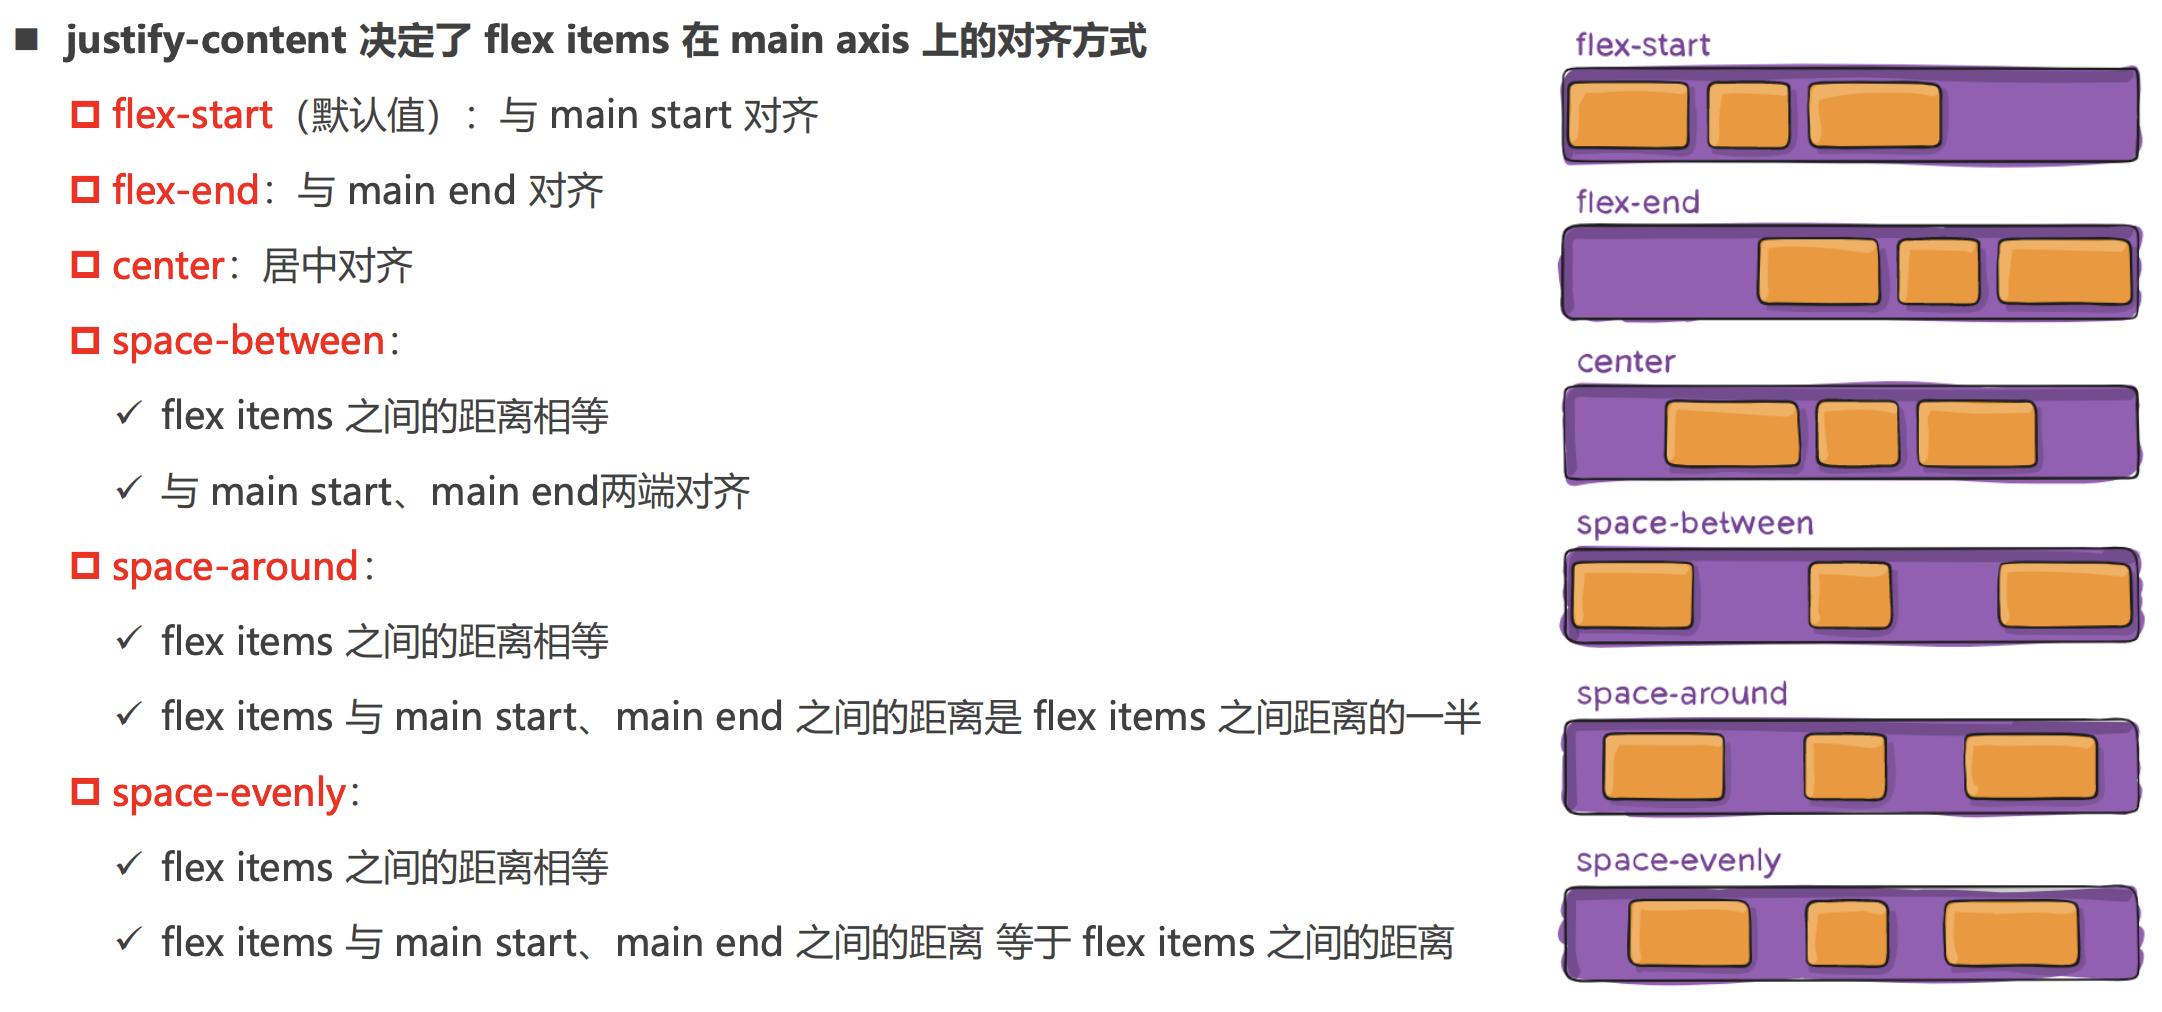 justify-content 决定了 flex items 在 main axis 上的对齐方式
flex-start（默认值）：与 main start 对齐
flex-end：与 main end 对齐
center：居中对齐
space-between：
flex items 之间的距离相等
与 main start、main end两端对齐
space-around：
flex items 之间的距离相等
flex items 与 main start、main end 之间的距离是 flex items 之间距离的一半
space-evenly：
flex items 之间的距离相等
flex items 与 main start、main end 之间的距离 等于 flex items 之间的距离
flex-start
flex-end
center
space-between
space-around
space-evenly